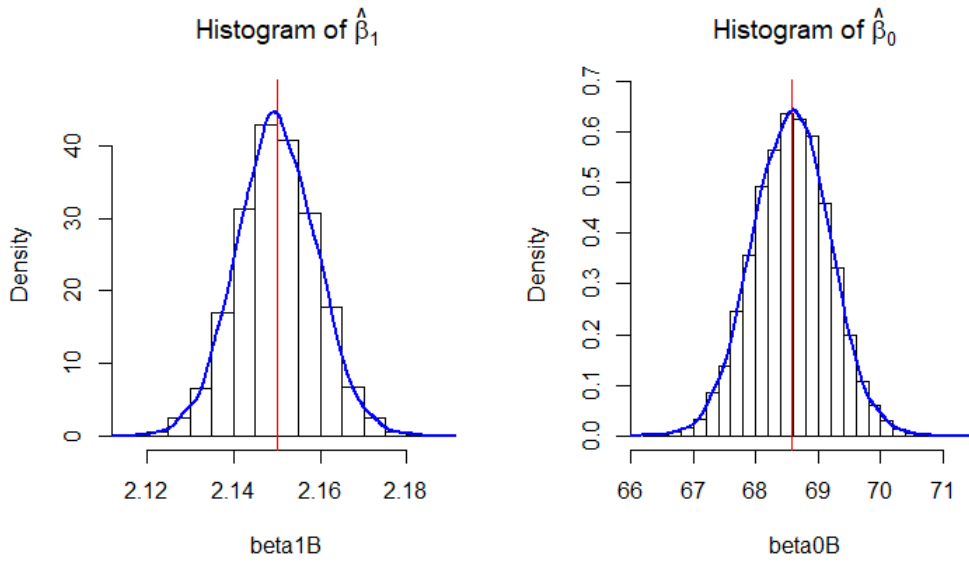 Histogram of β̂₁
Density
0 10 20 30 40
2.12 2.14 2.16 2.18
beta1B
Histogram of β̂₀
Density
0.0 0.1 0.2 0.3 0.4 0.5 0.6 0.7
66 67 68 69 70 71
beta0B